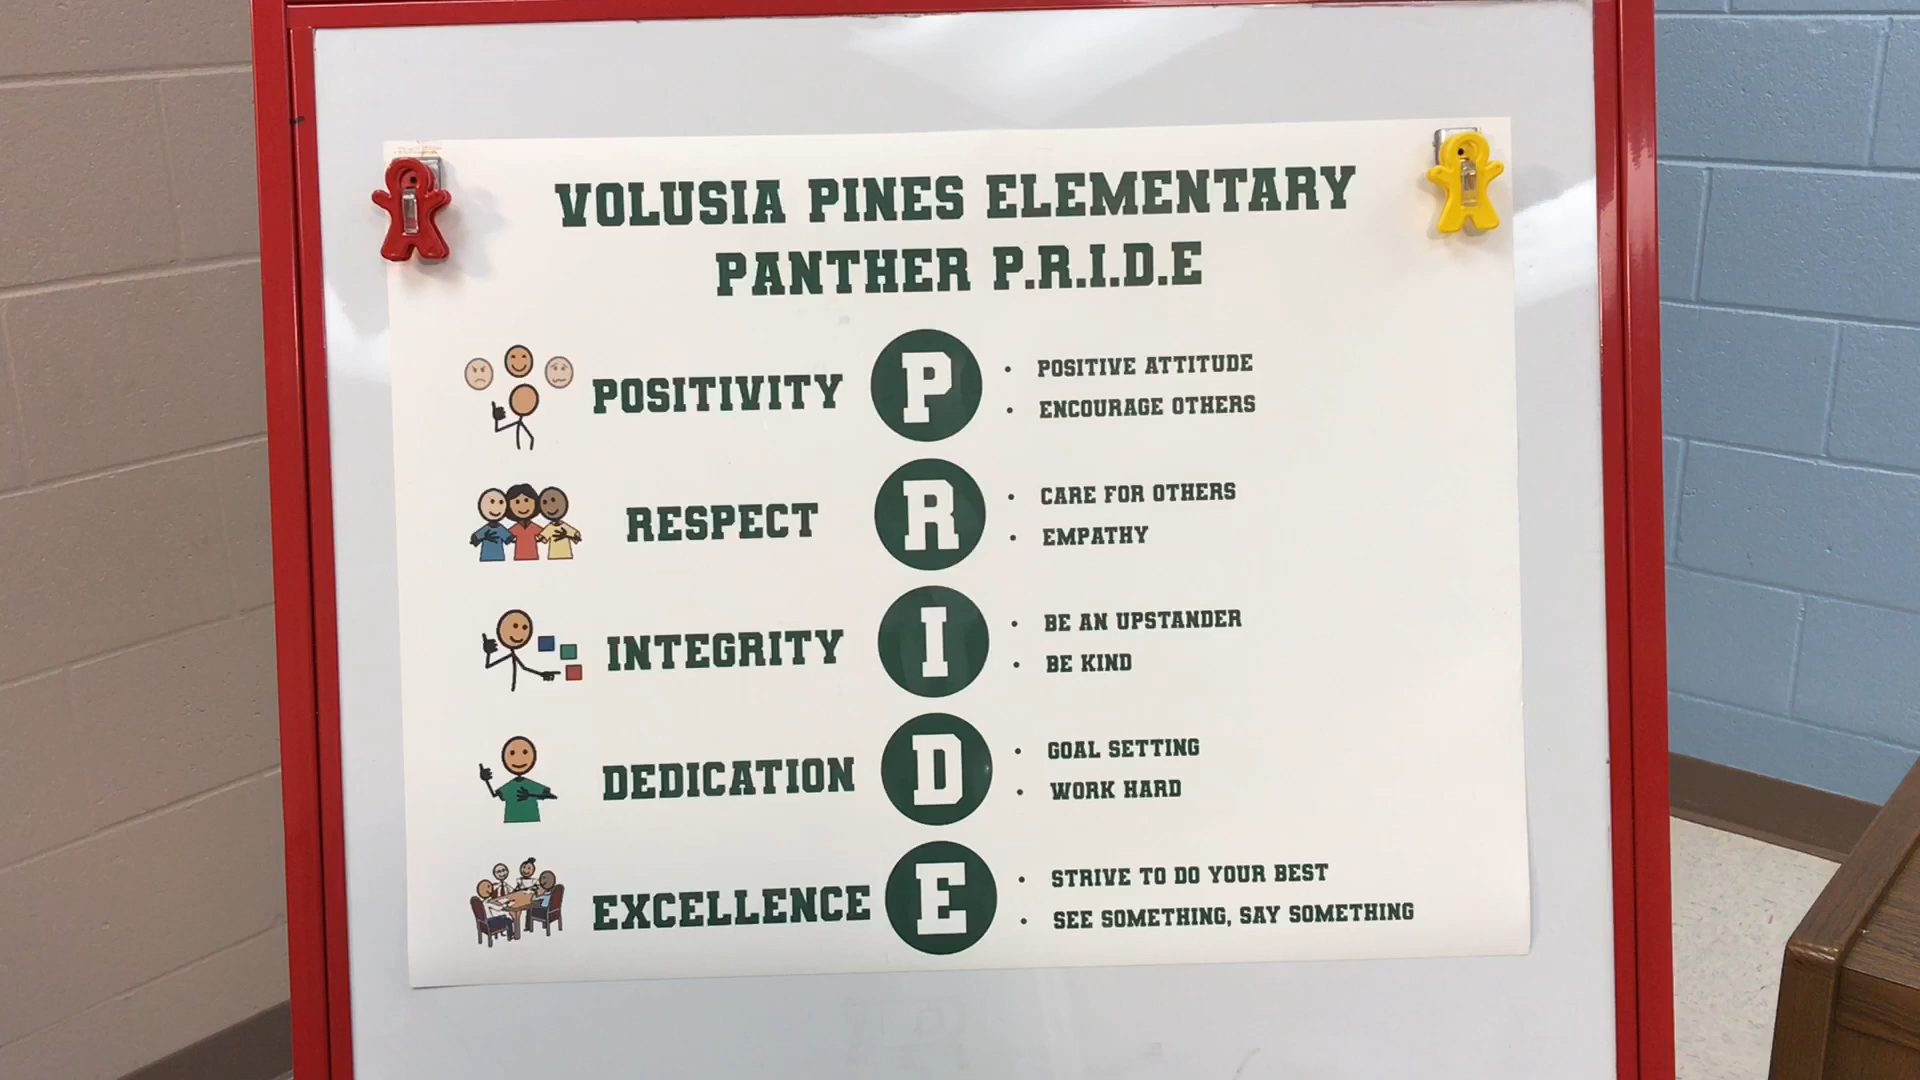 VOLUSIA PINES ELEMENTARY
PANTHER P.R.I.D.E
POSITIVITY P • POSITIVE ATTITUDE
• ENCOURAGE OTHERS
RESPECT R • CARE FOR OTHERS
• EMPATHY
INTEGRITY I • BE AN UPSTANDER
• BE KIND
DEDICATION D • GOAL SETTING
• WORK HARD
EXCELLENCE E • STRIVE TO DO YOUR BEST
• SEE SOMETHING, SAY SOMETHING